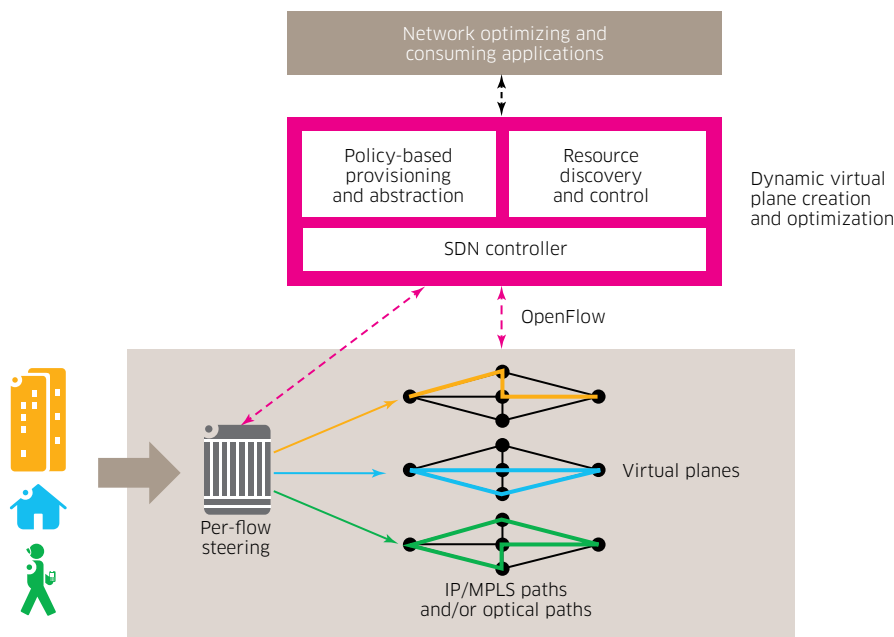 Network optimizing and
consuming applications
Policy-based
provisioning
and abstraction
Resource
discovery
and control
SDN controller
Dynamic virtual
plane creation
and optimization
OpenFlow
Per-flow
steering
Virtual planes
IP/MPLS paths
and/or optical paths